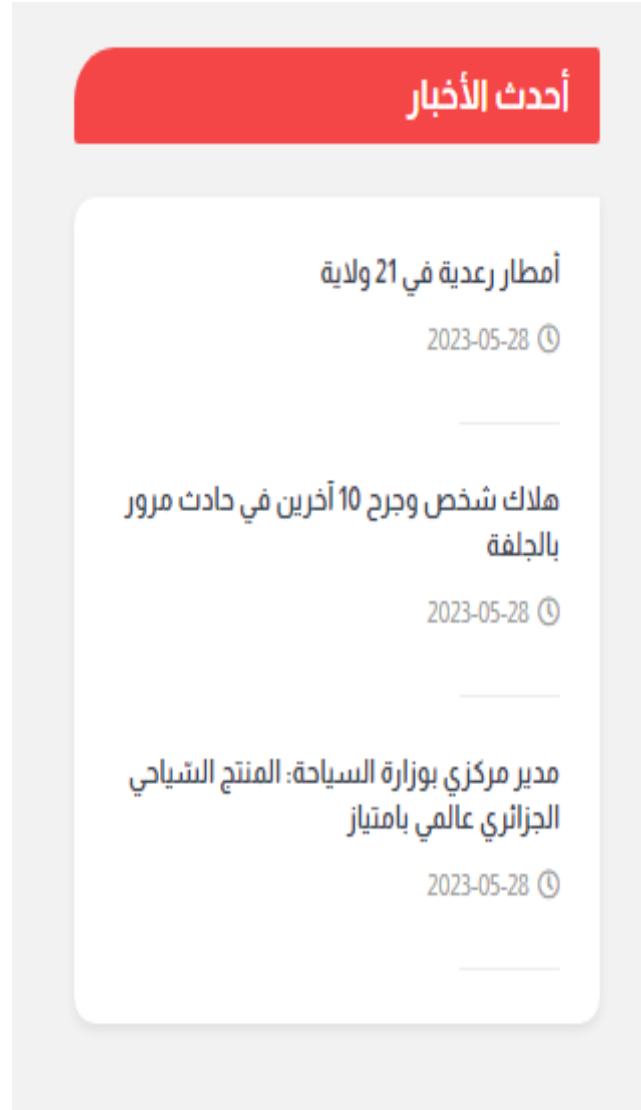 أحدث الأخبار
أمطار رعدية في 21 ولاية
2023-05-28
هلاك شخص وجرح 10 آخرين في حادث مرور
بالجلفة
2023-05-28
مدير مركزي بوزارة السياحة: المنتج السّياحي
الجزائري عالمي بامتياز
2023-05-28